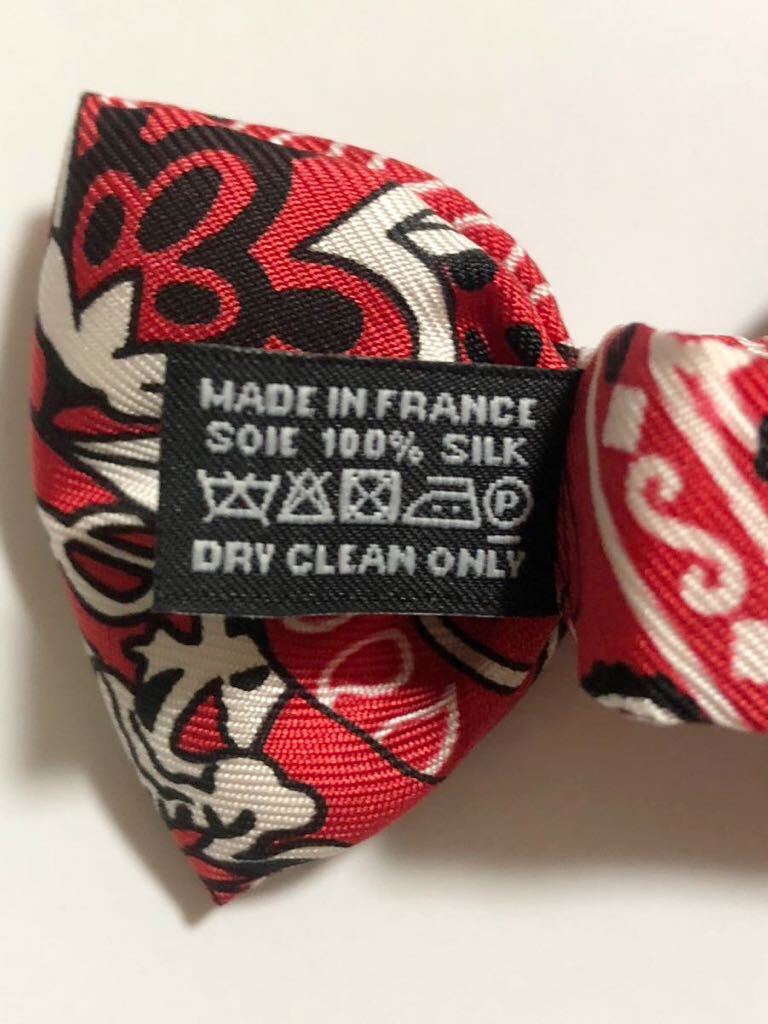 MADE IN FRANCE
SOIE 100% SILK
P
DRY CLEAN ONLY